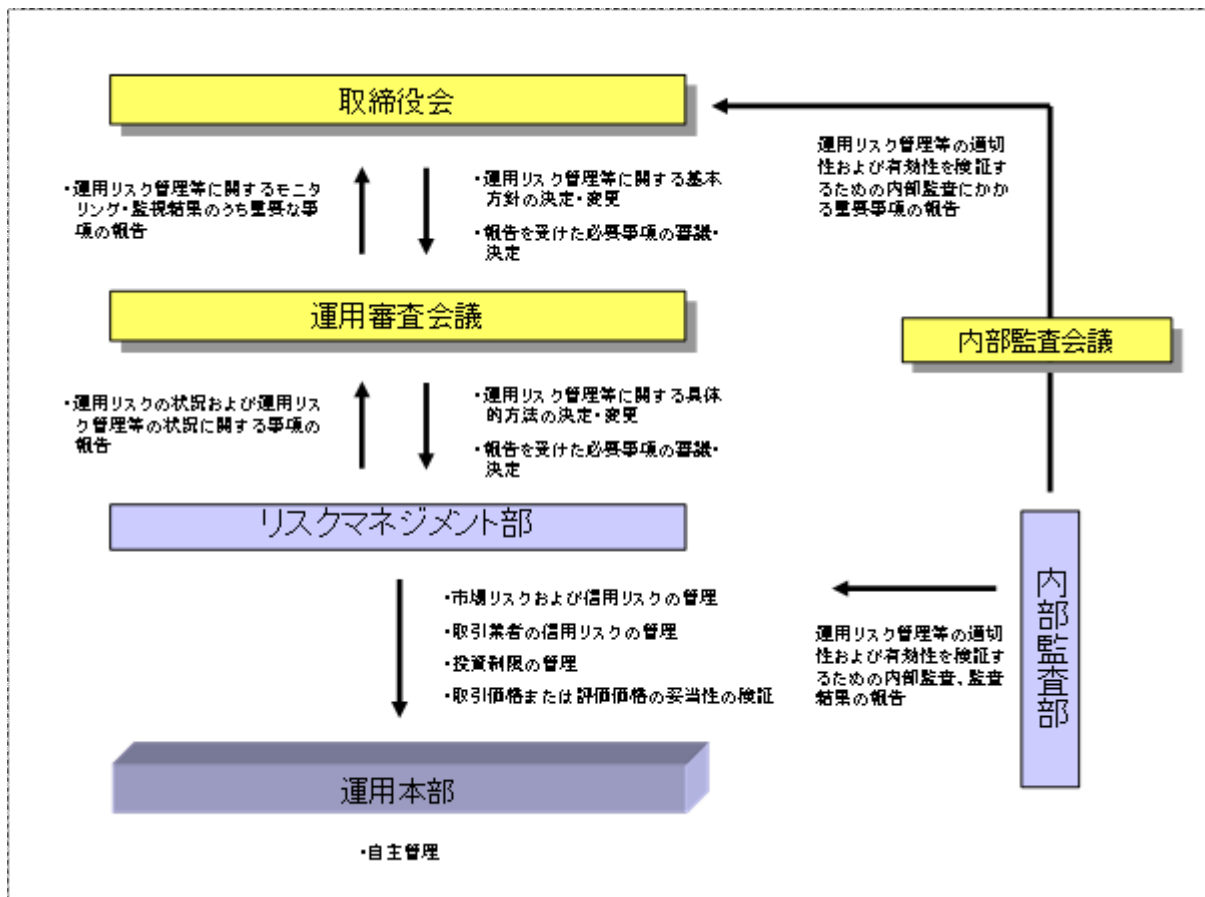 取締役会
・運用リスク管理等に関するモニ
タリング・監視結果のうち重要な事
項の報告
・運用リスク管理等に関する基本
方針の決定・変更
・報告を受けた必要事項の審議・
決定
運用リスク管理等の適切
性および有効性を検証す
るための内部監査にかか
る重要事項の報告
運用審査会議
内部監査会議
・運用リスクの状況および運用リス
ク管理等の状況に関する事項の
報告
・運用リスク管理等に関する具体
的方法の決定・変更
・報告を受けた必要事項の審議・
決定
リスクマネジメント部
内部監査部
・市場リスクおよび信用リスクの管理
・取引業者の信用リスクの管理
・投資制限の管理
・取引価格または評価価格の妥当性の検証
運用リスク管理等の適切
性および有効性を検証す
るための内部監査、監査
結果の報告
運用本部
・自主管理